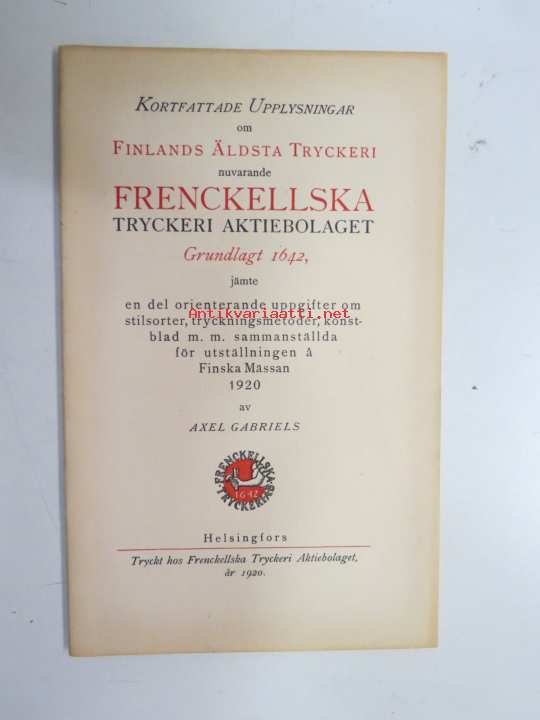 KORTFATTADE UPPLYSNINGAR
om
FINLANDS ÄLDSTA TRYCKERI
nuvarande
FRENCKELLSKA
TRYCKERI AKTIEBOLAGET
Grundlagt 1642,
jämte
en del orienterande uppgifter om
Antikvariaatti.net
stilsorter, tryckningsmetoder, konst-
blad m. m. sammanställda
för utställningen å
Finska Mässan
1920
av
AXEL GABRIELS
FRENCKELLSKA
1642
TRYCKERI AB
Helsingfors
Tryckt hos Frenckellska Tryckeri Aktiebolaget,
år 1920.